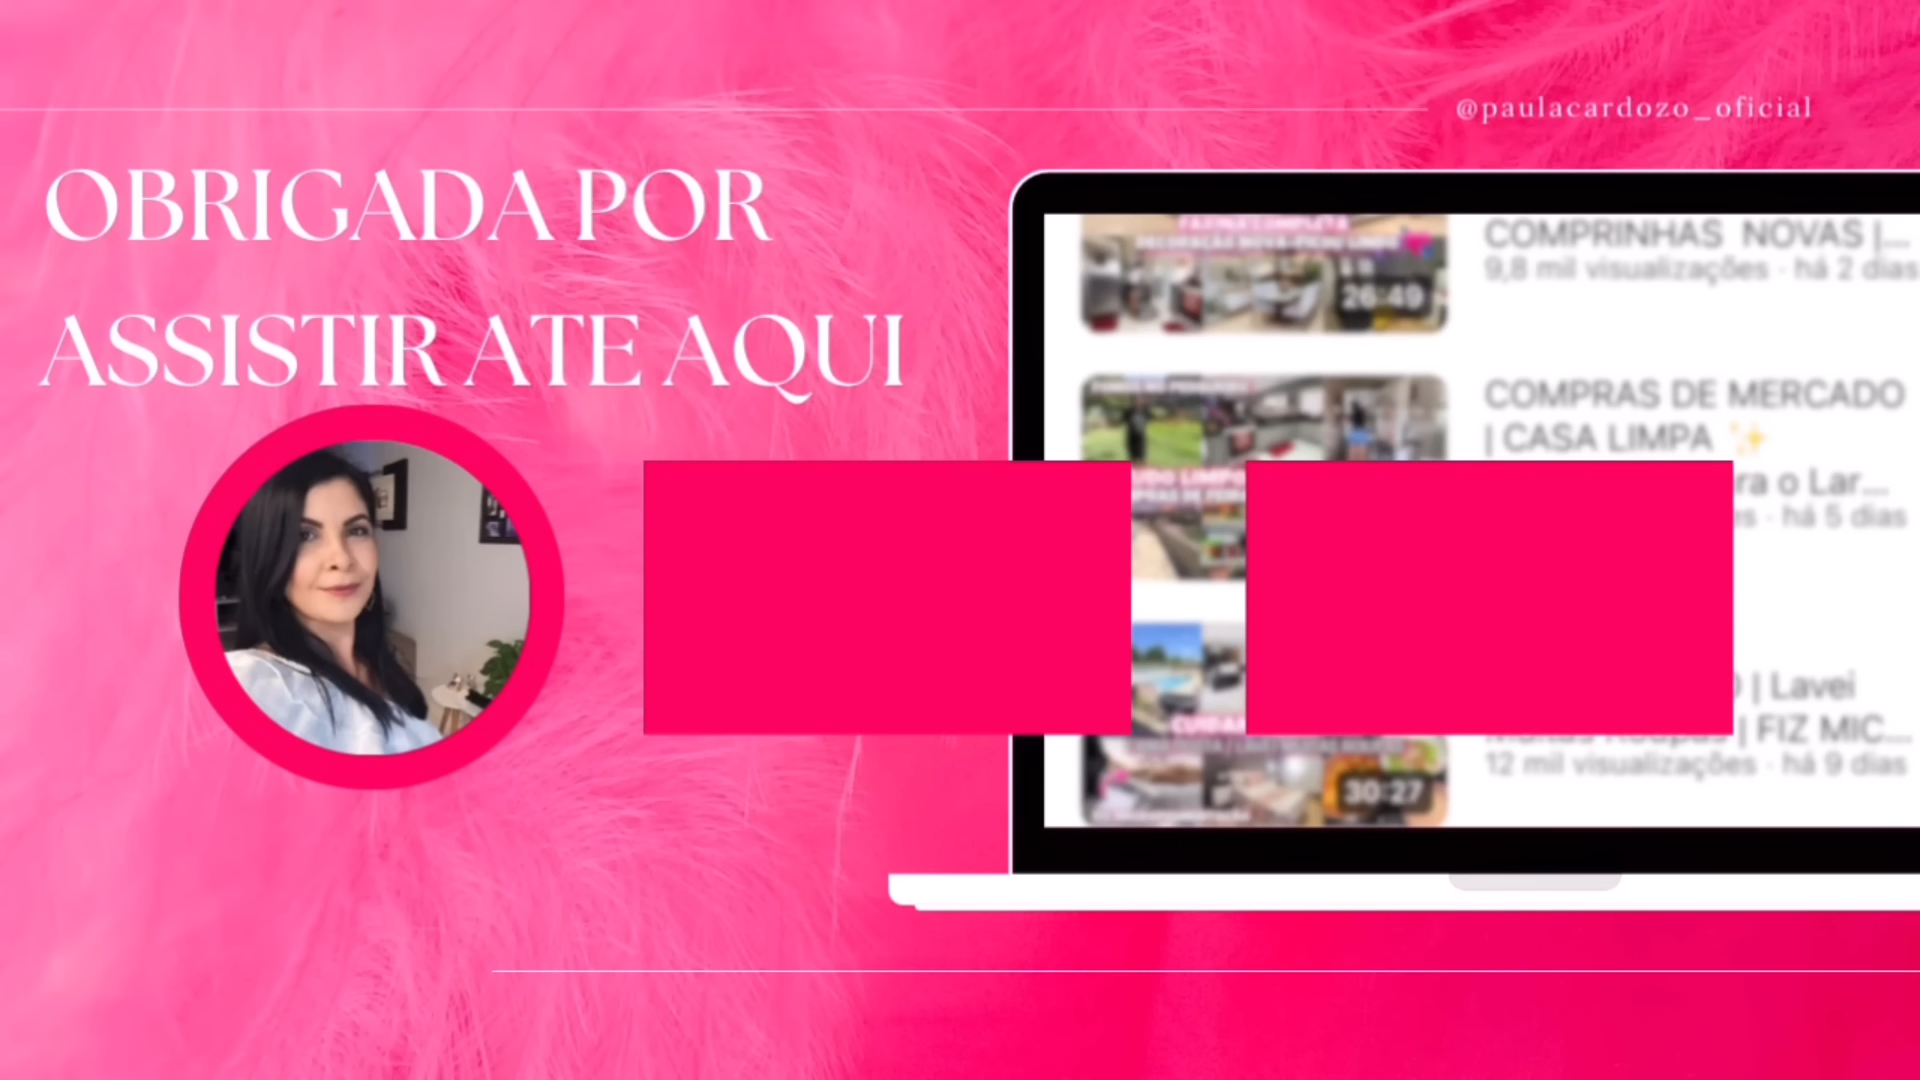 @paulacardozo_oficial
OBRIGADA POR
ASSISTIR ATE AQUI
COMPRINHAS NOVAS |...
9,8 mil visualizações · há 2 dias
26:49
COMPRAS DE MERCADO
| CASA LIMPA ✨
ra o Lar...
s · há 5 dias
| Lavei
| FIZ MIC...
12 mil visualizações · há 9 dias
30:27